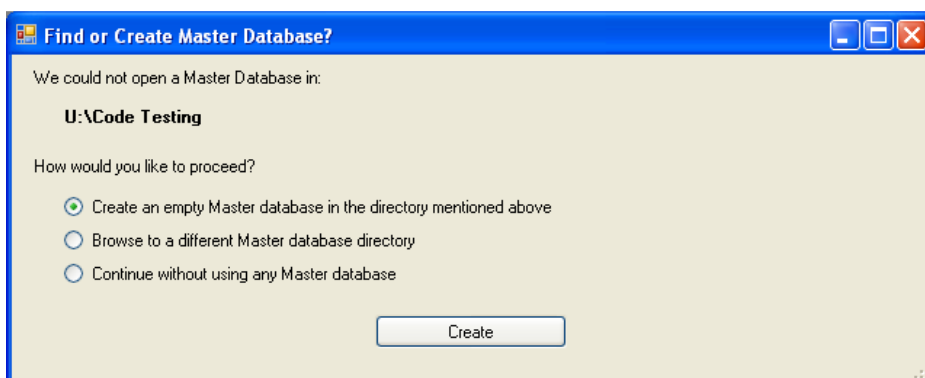 Find or Create Master Database?
We could not open a Master Database in:
U:\Code Testing
How would you like to proceed?
Create an empty Master database in the directory mentioned above
Browse to a different Master database directory
Continue without using any Master database
Create